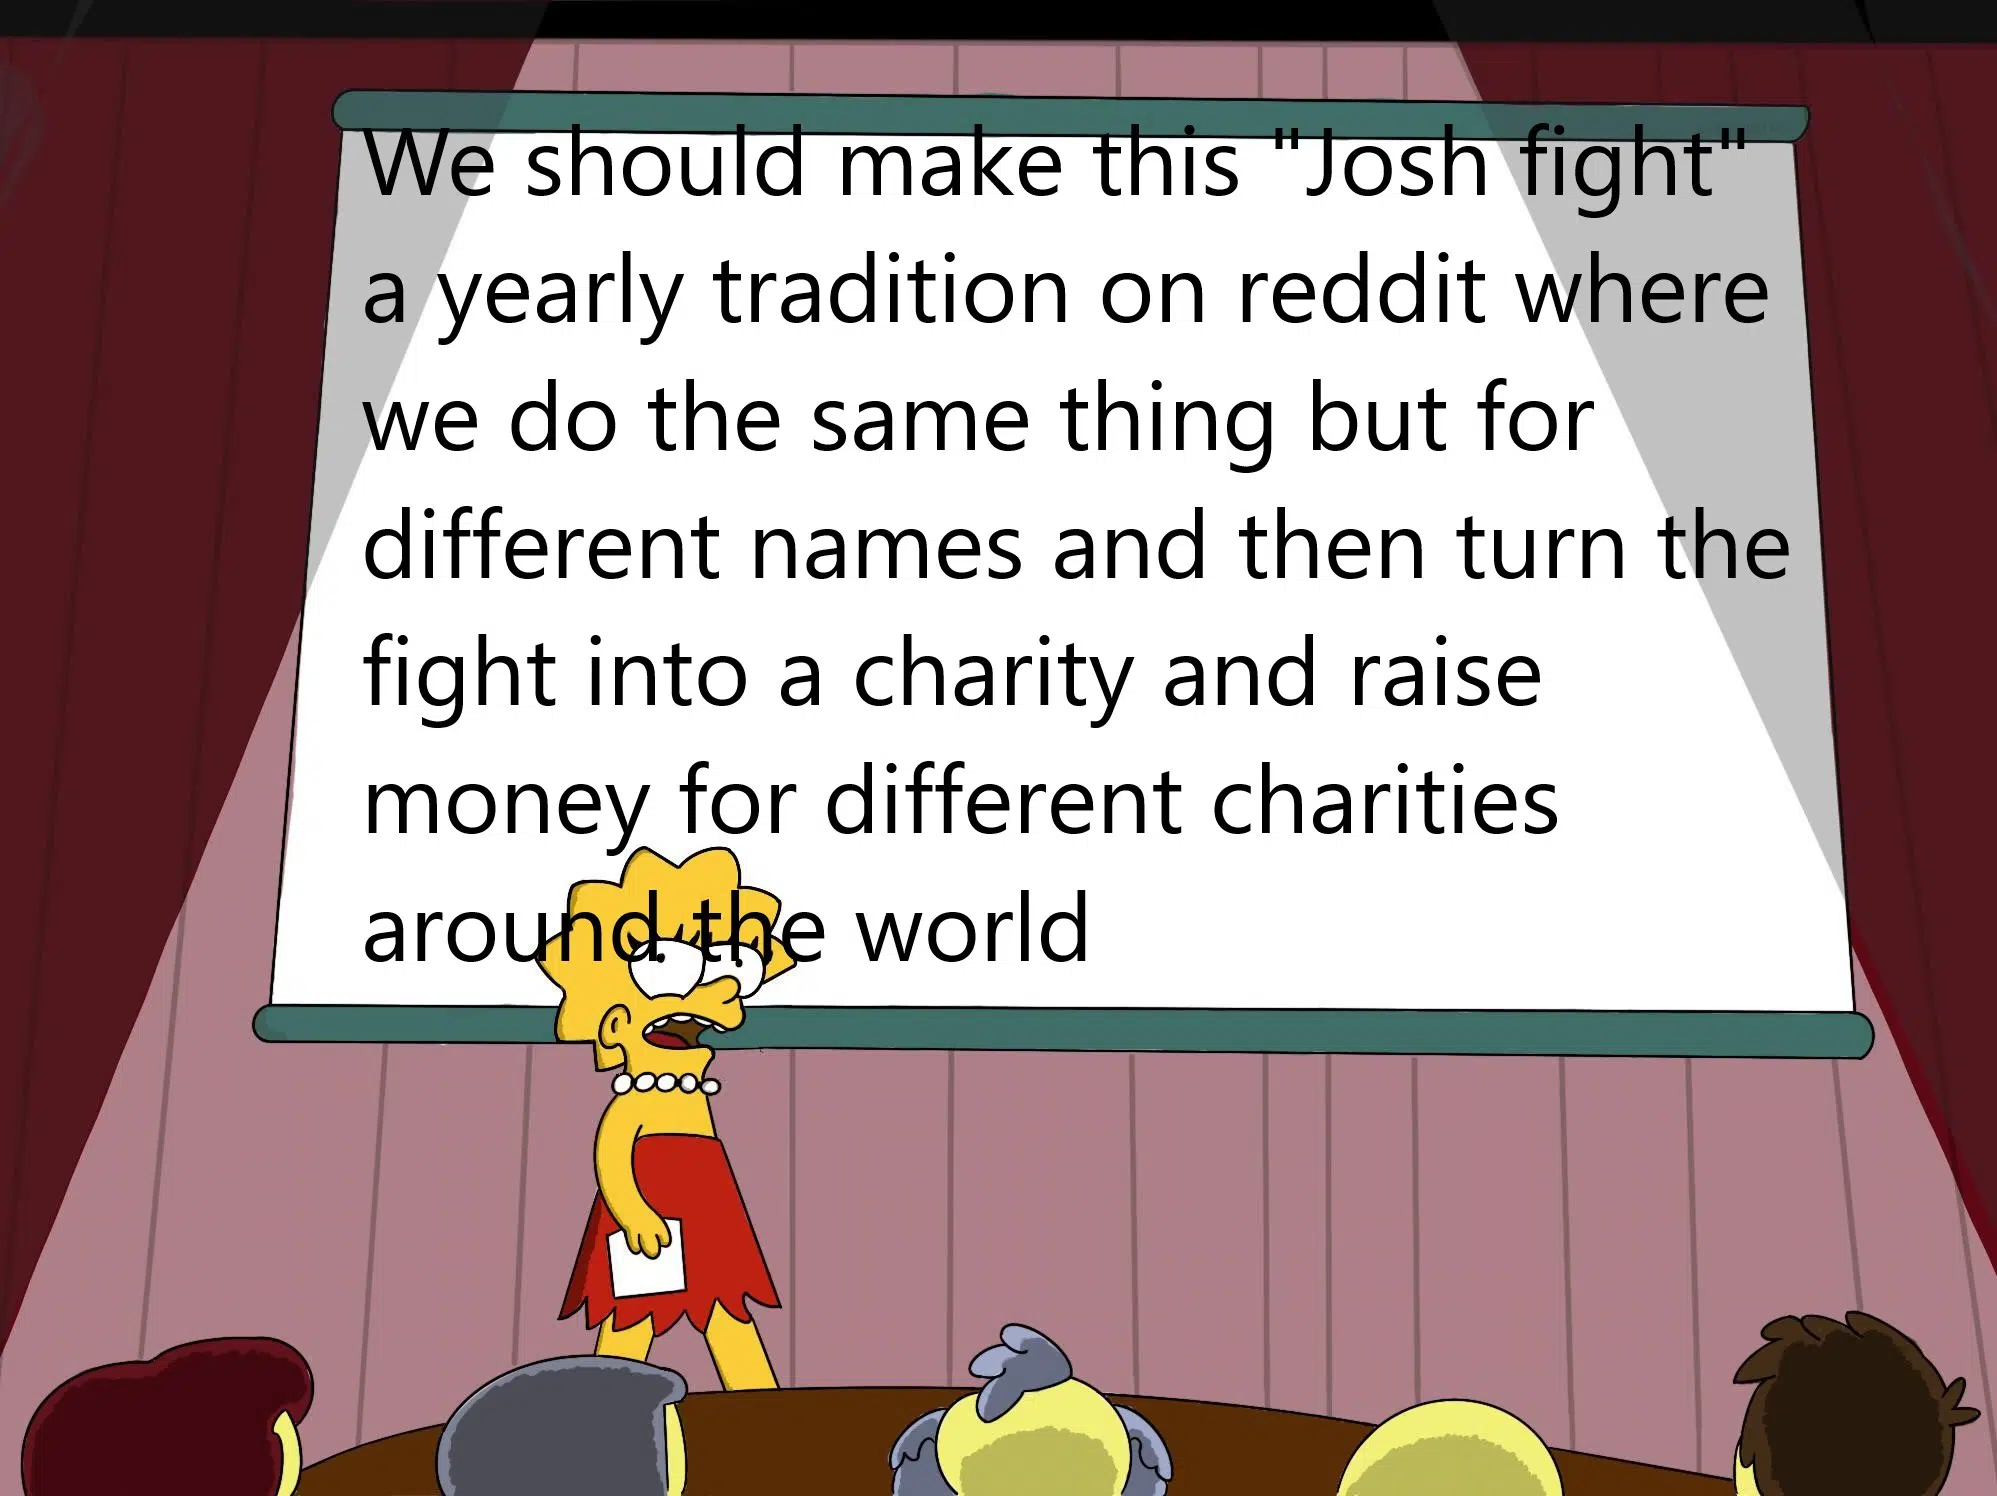 We should make this "Josh fight"
a yearly tradition on reddit where
we do the same thing but for
different names and then turn the
fight into a charity and raise
money for different charities
around the world